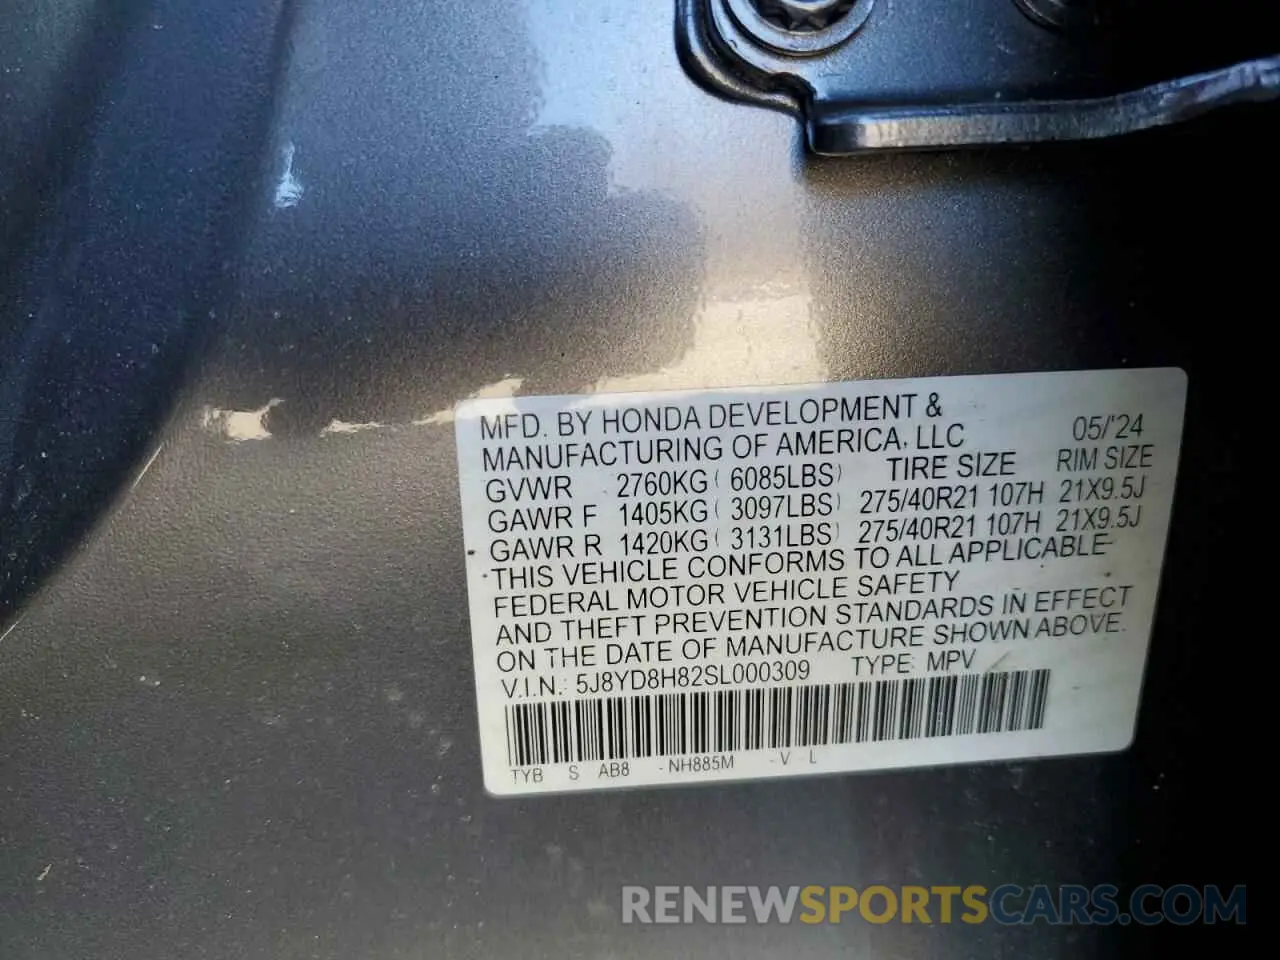 MFD. BY HONDA DEVELOPMENT &
MANUFACTURING OF AMERICA, LLC 05/'24
GVWR 2760KG ( 6085LBS) TIRE SIZE RIM SIZE
GAWR F 1405KG ( 3097LBS) 275/40R21 107H 21X9.5J
GAWR R 1420KG ( 3131LBS) 275/40R21 107H 21X9.5J
THIS VEHICLE CONFORMS TO ALL APPLICABLE
FEDERAL MOTOR VEHICLE SAFETY
AND THEFT PREVENTION STANDARDS IN EFFECT
ON THE DATE OF MANUFACTURE SHOWN ABOVE.
V.I.N.: 5J8YD8H82SL000309 TYPE: MPV
TYB S AB8 - NH885M - V L
RENEWSPORTSCARS.COM